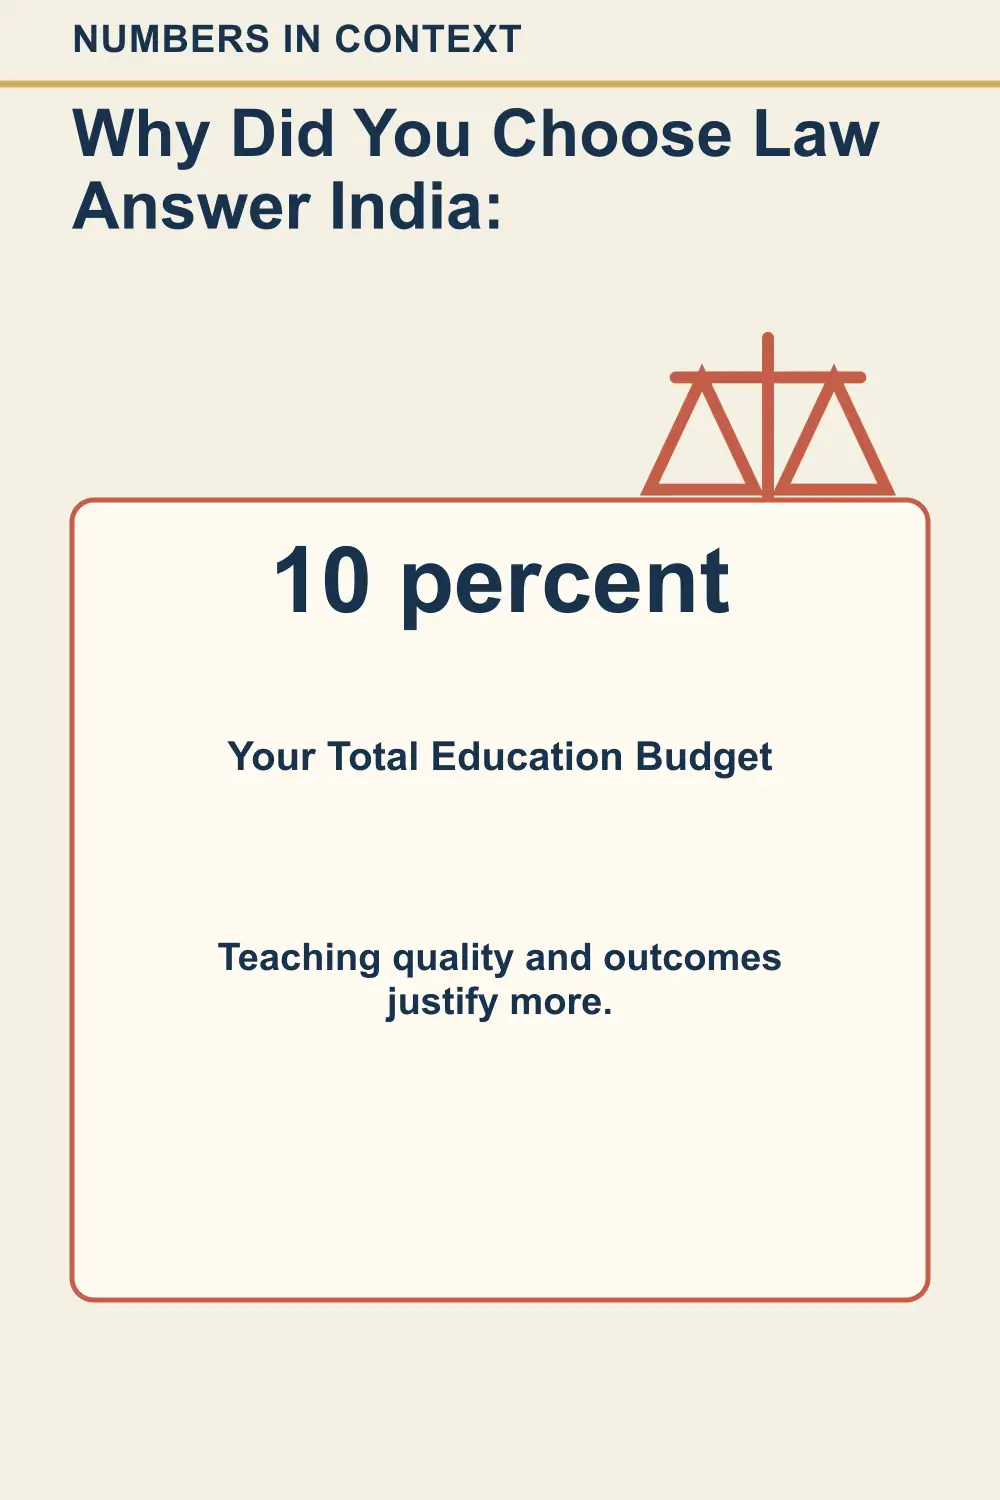 NUMBERS IN CONTEXT
Why Did You Choose Law
Answer India:
10 percent
Your Total Education Budget
Teaching quality and outcomes
justify more.